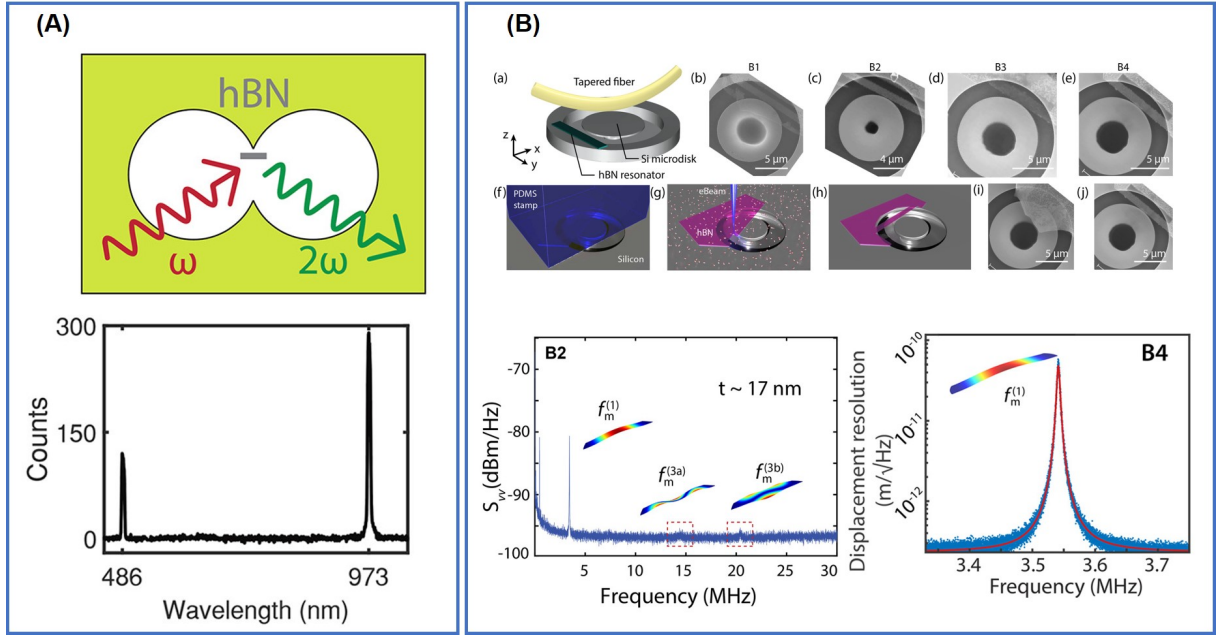 (A)
hBN
ω
2ω
300
150
0
Counts
486
973
Wavelength (nm)
(B)
(a)
Tapered fiber
z
x
y
Si microdisk
hBN resonator
(b)
B1
5 µm
(c)
B2
4 µm
(d)
B3
5 µm
(e)
B4
5 µm
(f)
PDMS
stamp
Silicon
(g)
eBeam
hBN
(h)
(i)
5 µm
(j)
5 µm
B2
t ~ 17 nm
-70
-80
-90
-100
S_vv(dBm/Hz)
f_m^(1)
f_m^(3a)
f_m^(3b)
5
10
15
20
25
30
Frequency (MHz)
B4
10^-10
10^-11
10^-12
Displacement resolution
(m/√Hz)
f_m^(1)
3.4
3.5
3.6
3.7
Frequency (MHz)